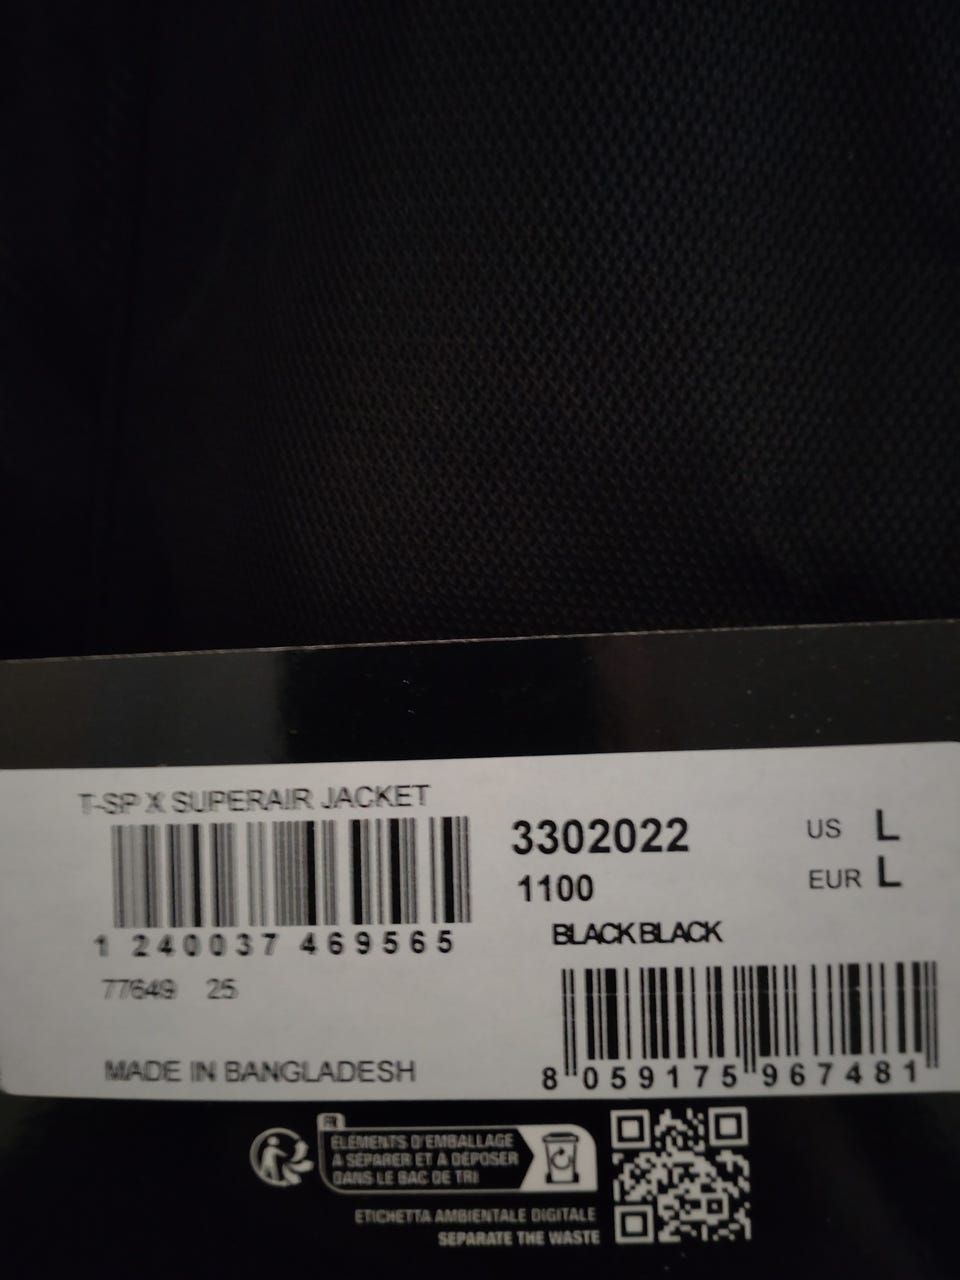 T-SP X SUPERAIR JACKET
1 240037 469565
77649 25
MADE IN BANGLADESH
3302022
1100
BLACK BLACK
US L
EUR L
8 059175 967481
FR
ÉLÉMENTS D'EMBALLAGE
À SÉPARER ET À DÉPOSER
DANS LE BAC DE TRI
ETICHETTA AMBIENTALE DIGITALE
SEPARATE THE WASTE